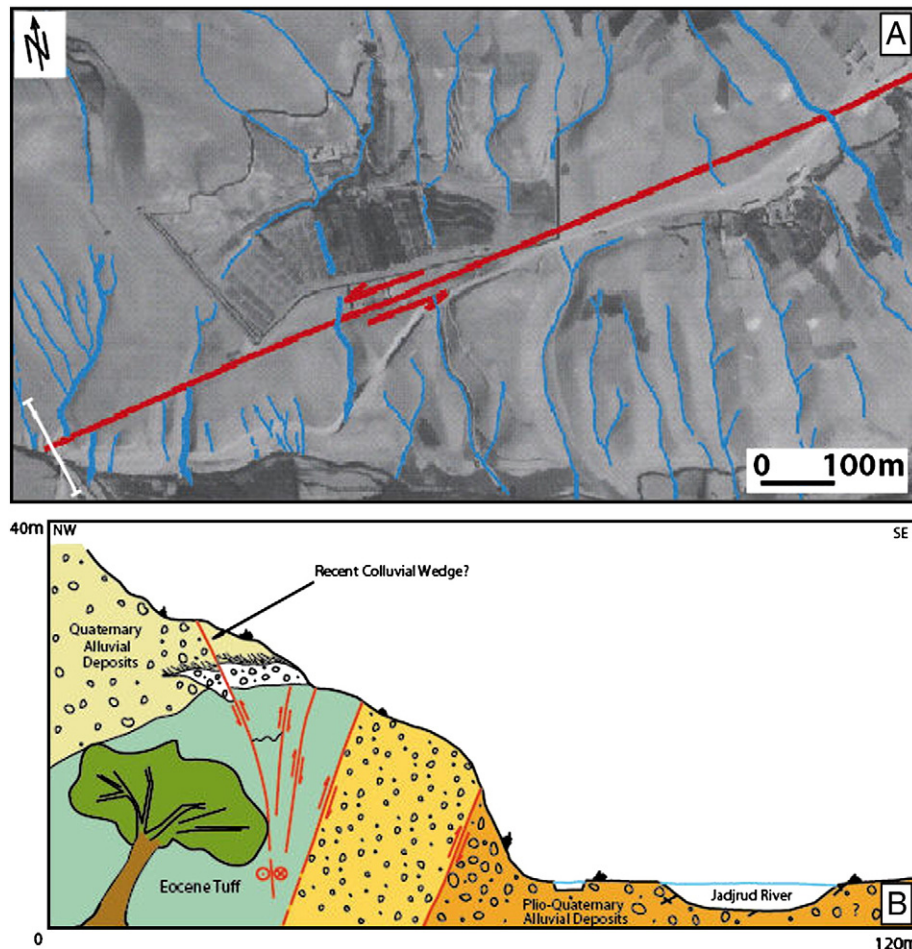 N
A
0 100m
40m
NW
SE
Recent Colluvial Wedge?
Quaternary
Alluvial
Deposits
Eocene Tuff
Plio-Quaternary
Alluvial Deposits
Jadjrud River
?
B
0
120m